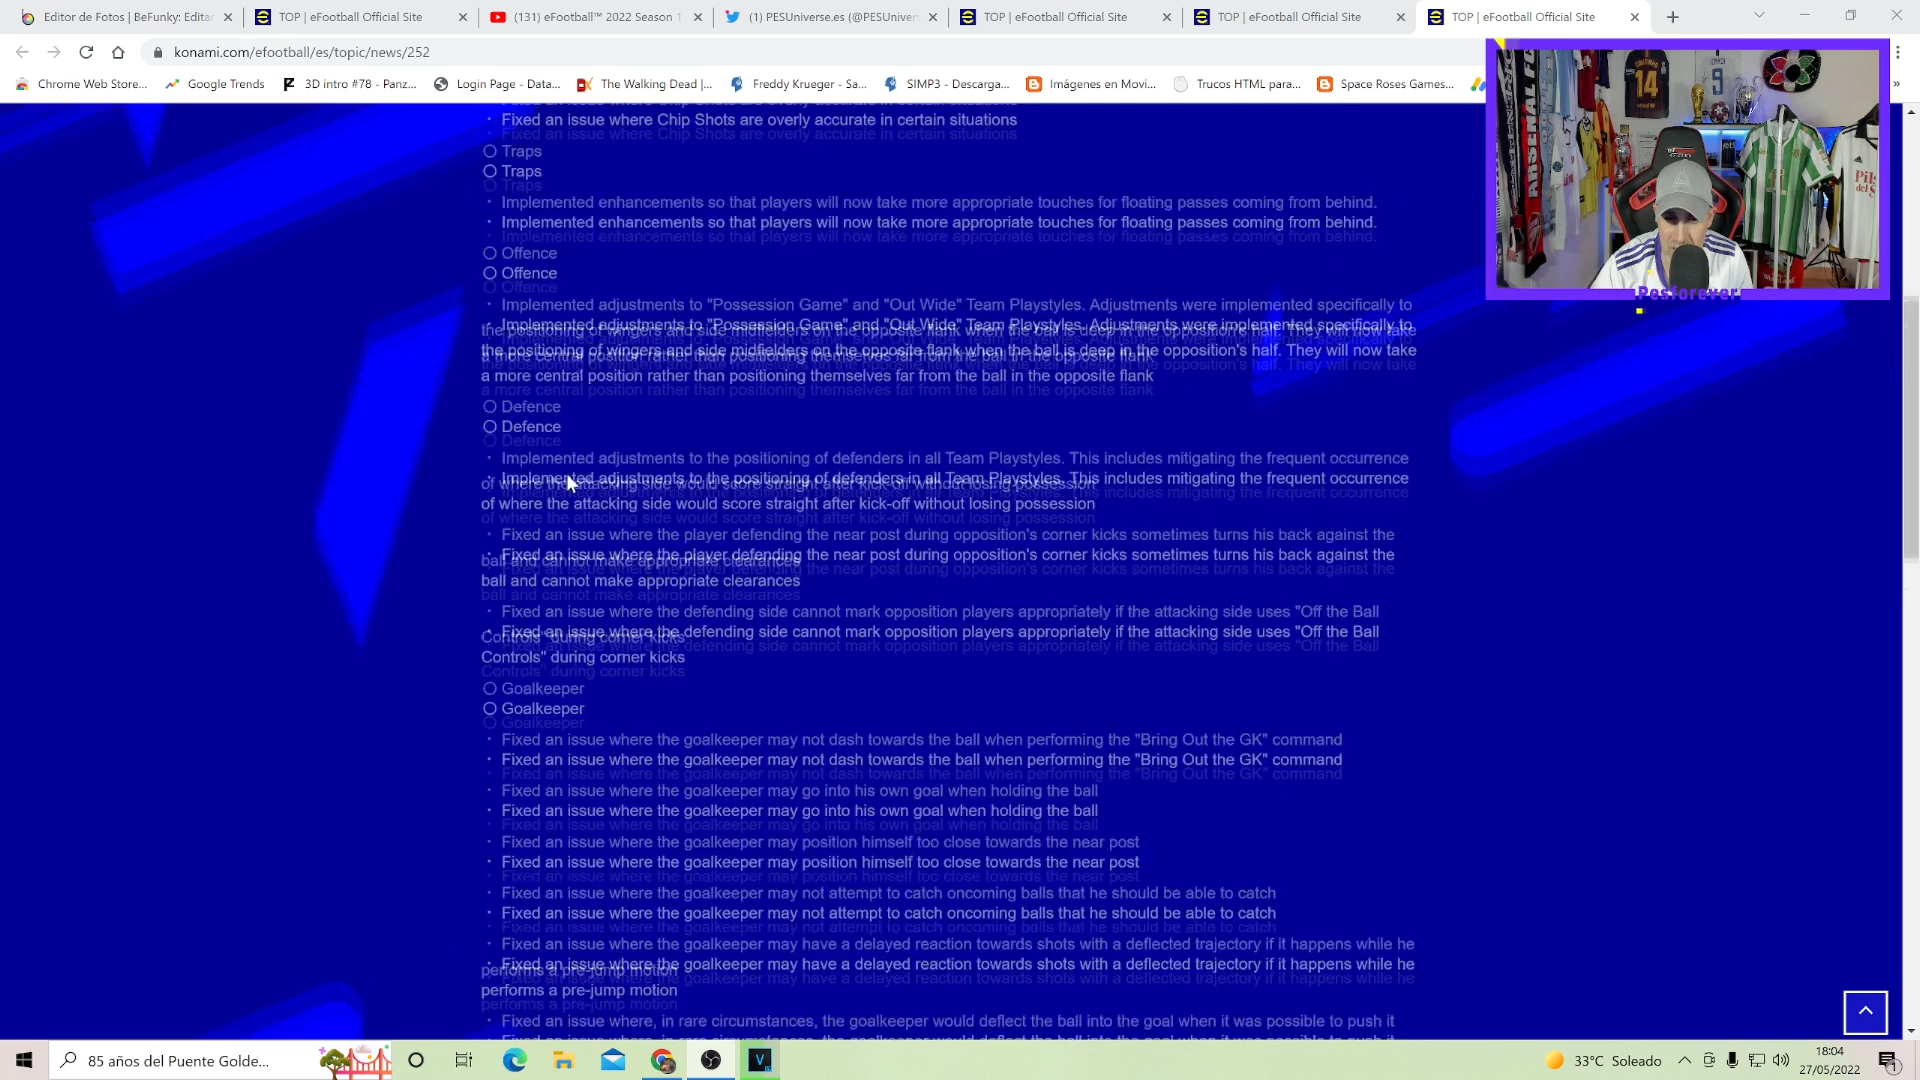 Editor de Fotos | BeFunky: Editar
TOP | eFootball Official Site
(131) eFootball™ 2022 Season 1
(1) PESUniverse.es (@PESUniver
TOP | eFootball Official Site
TOP | eFootball Official Site
TOP | eFootball Official Site
konami.com/efootball/es/topic/news/252
Chrome Web Store...
Google Trends
3D intro #78 - Panz...
Login Page - Data...
The Walking Dead |...
Freddy Krueger - Sa...
SIMP3 - Descarga...
Imágenes en Movi...
Trucos HTML para...
Space Roses Games...
»
· Fixed an issue where Chip Shots are overly accurate in certain situations
○ Traps
· Implemented enhancements so that players will now take more appropriate touches for floating passes coming from behind.
○ Offence
· Implemented adjustments to "Possession Game" and "Out Wide" Team Playstyles. Adjustments were implemented specifically to
the positioning of wingers and side midfielders on the opposite flank when the ball is deep in the opposition's half. They will now take
a more central position rather than positioning themselves far from the ball in the opposite flank
○ Defence
· Implemented adjustments to the positioning of defenders in all Team Playstyles. This includes mitigating the frequent occurrence
of where the attacking side would score straight after kick-off without losing possession
· Fixed an issue where the player defending the near post during opposition's corner kicks sometimes turns his back against the
ball and cannot make appropriate clearances
· Fixed an issue where the defending side cannot mark opposition players appropriately if the attacking side uses "Off the Ball
Controls" during corner kicks
○ Goalkeeper
· Fixed an issue where the goalkeeper may not dash towards the ball when performing the "Bring Out the GK" command
· Fixed an issue where the goalkeeper may go into his own goal when holding the ball
· Fixed an issue where the goalkeeper may position himself too close towards the near post
· Fixed an issue where the goalkeeper may not attempt to catch oncoming balls that he should be able to catch
· Fixed an issue where the goalkeeper may have a delayed reaction towards shots with a deflected trajectory if it happens while he
performs a pre-jump motion
· Fixed an issue where, in rare circumstances, the goalkeeper would deflect the ball into the goal when it was possible to push it
14
9
ARSENAL
Pesforever
85 años del Puente Golde...
33°C Soleado
18:04
27/05/2022
1